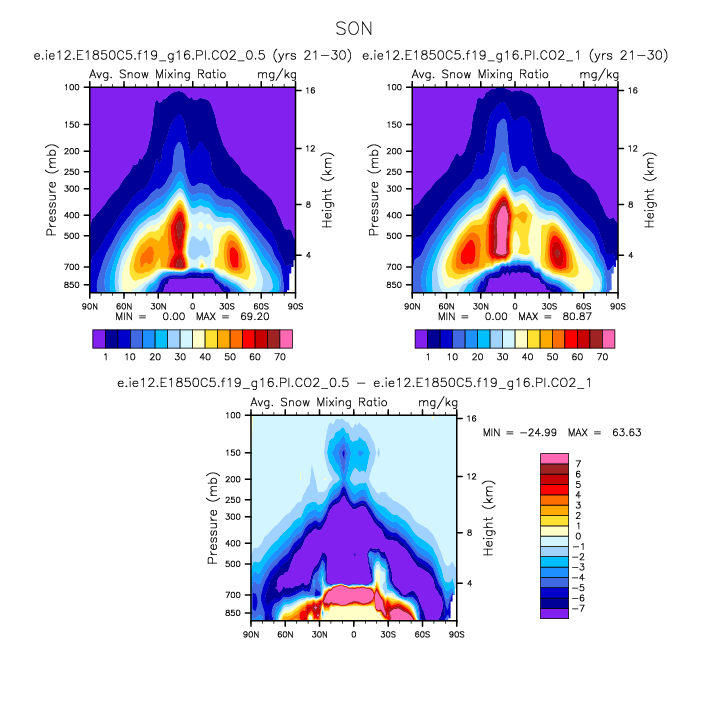 SON
e.ie12.E1850C5.f19_g16.PI.CO2_0.5 (yrs 21-30) e.ie12.E1850C5.f19_g16.PI.CO2_1 (yrs 21-30)
Avg. Snow Mixing Ratio mg/kg Avg. Snow Mixing Ratio mg/kg
100 16 100 16
150 150
12 12
200 200
250 250
300 300
8 8
400 400
500 500
4 4
700 700
850 850
Pressure (mb) Height (km) Pressure (mb) Height (km)
90N 60N 30N 0 30S 60S 90S 90N 60N 30N 0 30S 60S 90S
MIN = 0.00 MAX = 69.20 MIN = 0.00 MAX = 80.87
1 10 20 30 40 50 60 70 1 10 20 30 40 50 60 70
e.ie12.E1850C5.f19_g16.PI.CO2_0.5 - e.ie12.E1850C5.f19_g16.PI.CO2_1
Avg. Snow Mixing Ratio mg/kg
100 16
MIN = -24.99 MAX = 63.63
150
12
200
250
300
8
400
500
4
700
850
Pressure (mb) Height (km)
90N 60N 30N 0 30S 60S 90S
7
6
5
4
3
2
1
0
-1
-2
-3
-4
-5
-6
-7